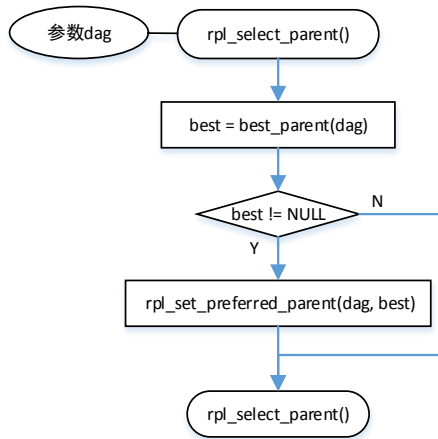 参数dag
rpl_select_parent()
best = best_parent(dag)
best != NULL
N
Y
rpl_set_preferred_parent(dag, best)
rpl_select_parent()